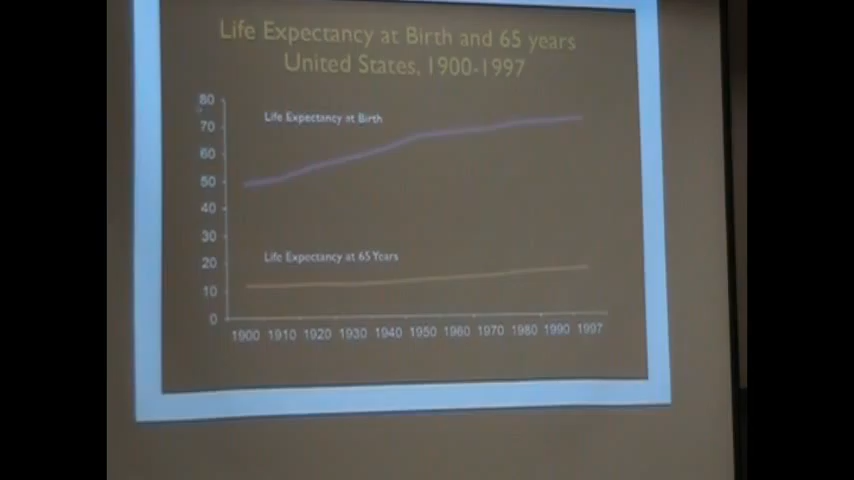 Life Expectancy at Birth and 65 years
United States, 1900-1997
80
70
60
50
40
30
20
10
0
Life Expectancy at Birth
Life Expectancy at 65 Years
1900 1910 1920 1930 1940 1950 1960 1970 1980 1990 1997